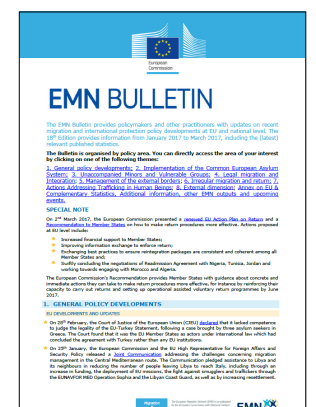 European
Commission
EMN BULLETIN
The EMN Bulletin provides policymakers and other practitioners with updates on recent
migration and international protection policy developments at EU and national level. The
18th Edition provides information from January 2017 to March 2017, including the (latest)
relevant published statistics.
The Bulletin is organised by policy area. You can directly access the area of your interest
by clicking on one of the following themes:
1. General policy developments; 2. Implementation of the Common European Asylum
System; 3. Unaccompanied Minors and Vulnerable Groups; 4. Legal migration and
Integration; 5. Management of the external borders; 6. Irregular migration and return; 7.
Actions Addressing Trafficking in Human Beings; 8. External dimension; Annex on EU &
Complementary Statistics, Additional information, other EMN outputs and upcoming
events.
SPECIAL NOTE
On 2nd March 2017, the European Commission presented a renewed EU Action Plan on Return and a
Recommendation to Member States on how to make return procedures more effective. Actions proposed
at EU level include:
Increased financial support to Member States;
Improving information exchange to enforce return;
Exchanging best practices to ensure reintegration packages are consistent and coherent among all
Member States and;
Swiftly concluding the negotiations of Readmission Agreement with Nigeria, Tunisia, Jordan and
working towards engaging with Morocco and Algeria.
The European Commission's Recommendation provides Member States with guidance about concrete and
immediate actions they can take to make return procedures more effective, for instance by reinforcing their
capacity to carry out returns and setting up operational assisted voluntary return programmes by June
2017.
1. GENERAL POLICY DEVELOPMENTS
EU DEVELOPMENTS AND UPDATES
On 28th February, the Court of Justice of the European Union (CJEU) declared that it lacked competence
to judge the legality of the EU-Turkey Statement, following a case brought by three asylum seekers in
Greece. The Court found that it was the EU Member States as actors under international law which had
concluded the agreement with Turkey rather than any EU institutions.
On 25th January, the European Commission and the EU High Representative for Foreign Affairs and
Security Policy released a Joint Communication addressing the challenges concerning migration
management in the Central Mediterranean route. The Communication pledged assistance to Libya and
its neighbours in reducing the number of people leaving Libya to reach Italy, including through an
increase in funding, the deployment of EU missions, the fight against smugglers and traffickers through
the EUNAVFOR MED Operation Sophia and the Libyan Coast Guard, as well as by increasing resettlement.
Migration
EMN